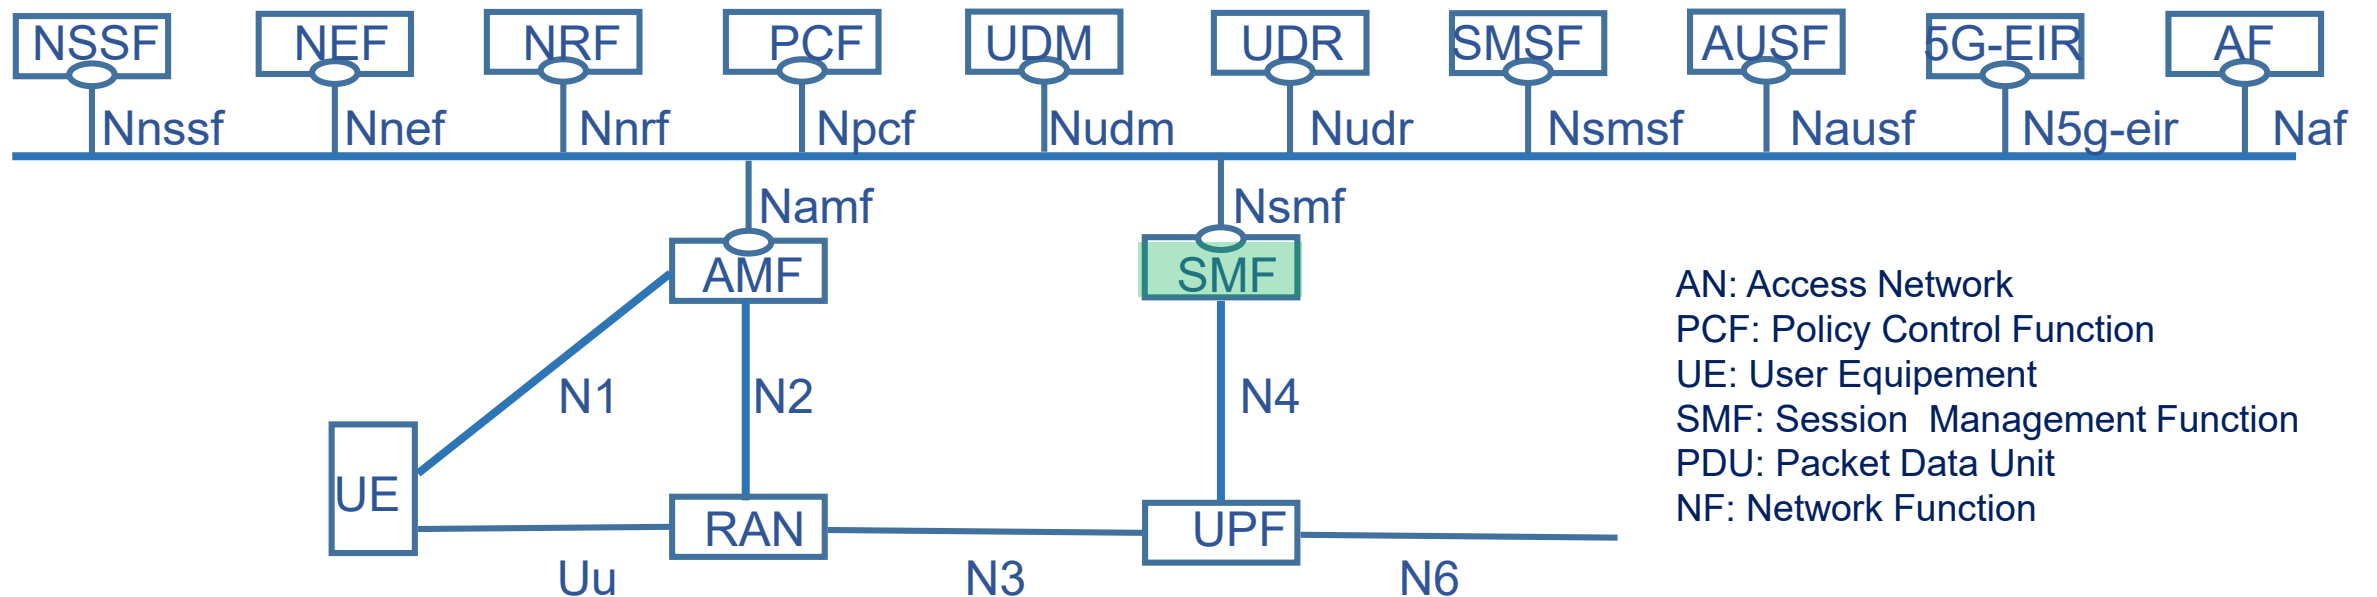 NSSF NEF NRF PCF UDM UDR SMSF AUSF 5G-EIR AF
Nnssf Nnef Nnrf Npcf Nudm Nudr Nsmsf Nausf N5g-eir Naf
Namf Nsmf
AMF SMF
N1 N2 N4
UE RAN UPF
Uu N3 N6
AN: Access Network
PCF: Policy Control Function
UE: User Equipement
SMF: Session  Management Function
PDU: Packet Data Unit
NF: Network Function